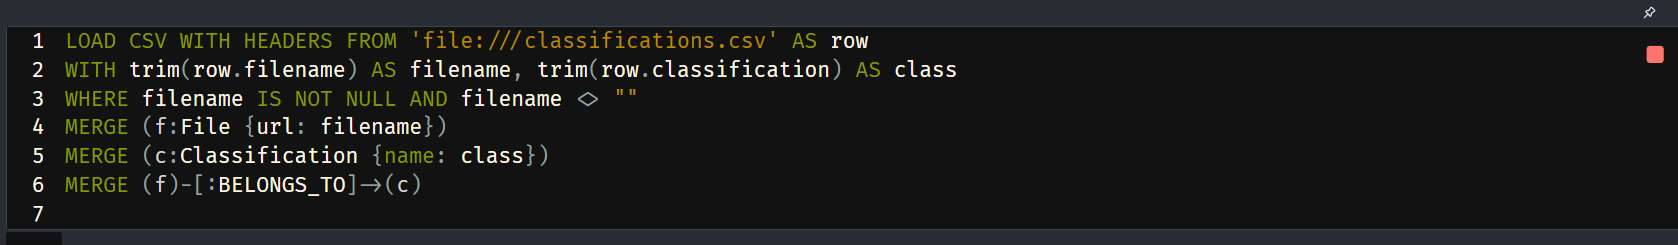 1 LOAD CSV WITH HEADERS FROM 'file:///classifications.csv' AS row
2 WITH trim(row.filename) AS filename, trim(row.classification) AS class
3 WHERE filename IS NOT NULL AND filename <> ""
4 MERGE (f:File {url: filename})
5 MERGE (c:Classification {name: class})
6 MERGE (f)-[:BELONGS_TO]->(c)
7